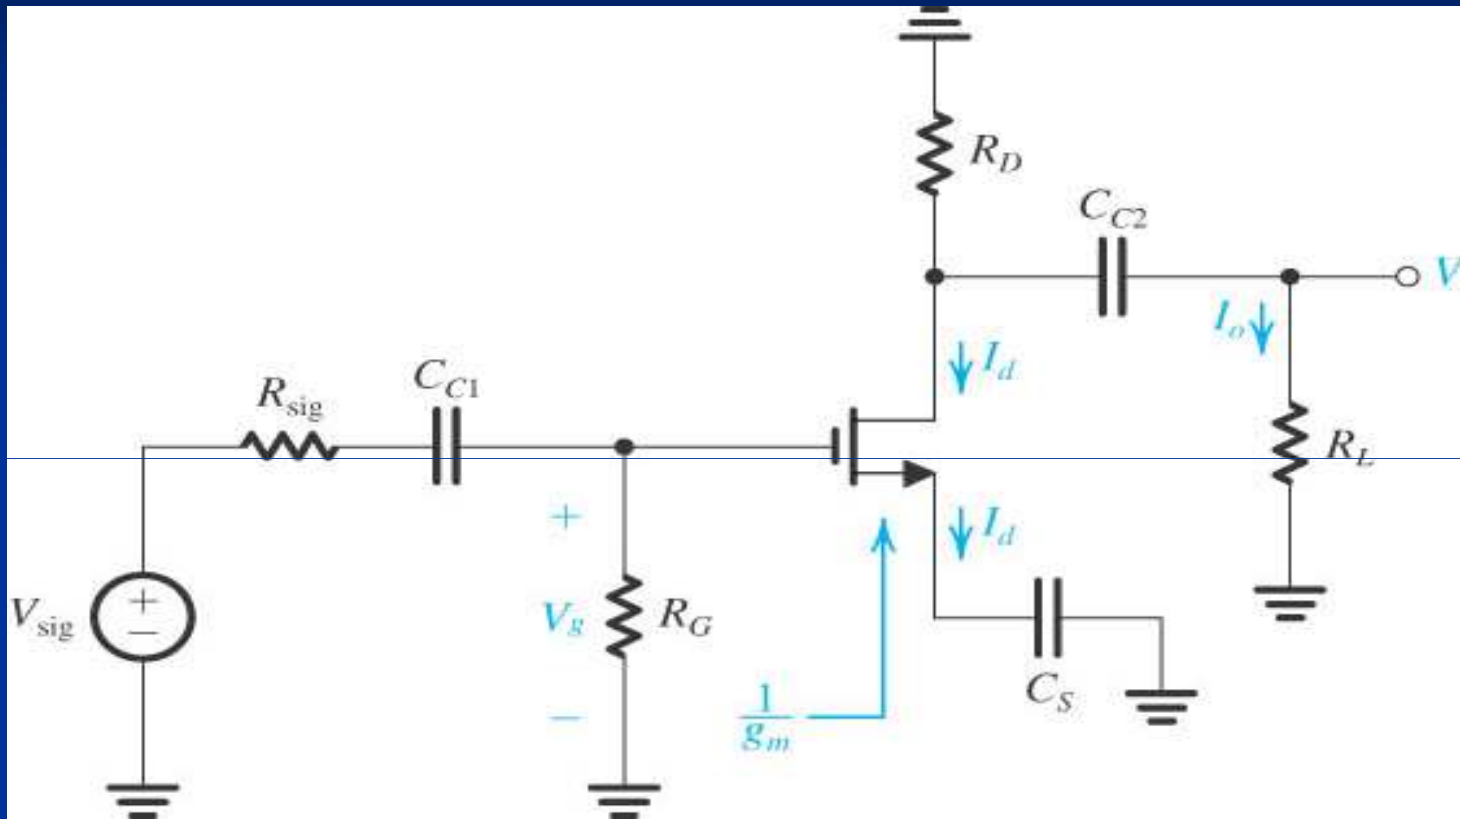 R_D
C_C2
V
I_o
I_d
C_C1
R_sig
R_L
+
I_d
V_sig
+
−
V_g
R_G
C_S
−
1
g_m